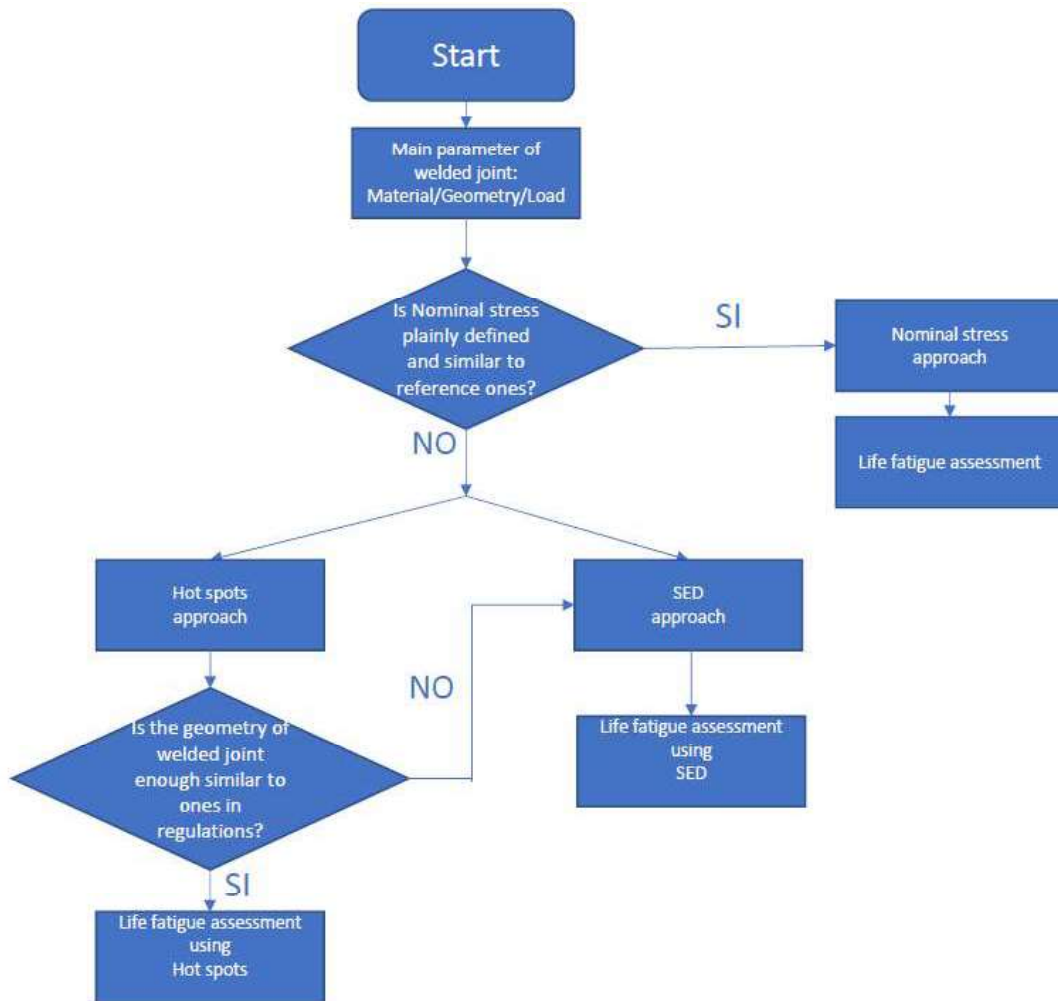 Start
Main parameter of
welded joint:
Material/Geometry/Load
Is Nominal stress
plainly defined
and similar to
reference ones?
SI
Nominal stress
approach
Life fatigue assessment
NO
Hot spots
approach
SED
approach
NO
Is the geometry of
welded joint
enough similar to
ones in
regulations?
Life fatigue assessment
using
SED
SI
Life fatigue assessment
using
Hot spots